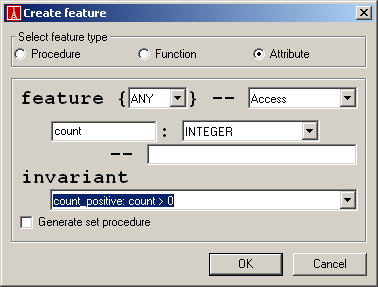 Create feature
Select feature type
Procedure Function Attribute
feature {ANY} -- Access
count : INTEGER
--
invariant
count_positive: count > 0
Generate set procedure
OK Cancel